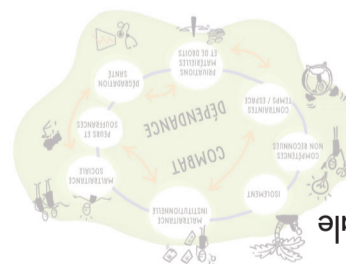 ale
MALTRAITANCE
INSTITUTIONNELLE
ISOLEMENT
MALTRAITANCE
SOCIALE
COMPÉTENCES
NON RECONNUES
COMBAT
PEURS ET
SOUFFRANCES
DÉPENDANCE
CONTRAINTES
TEMPS / ESPACE
DÉGRADATION
SANTÉ
PRIVATIONS
MATÉRIELLES
ET DE DROITS